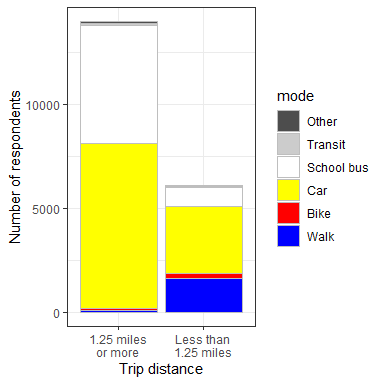 Number of respondents
10000
5000
0
1.25 miles
or more
Less than
1.25 miles
Trip distance
mode
Other
Transit
School bus
Car
Bike
Walk